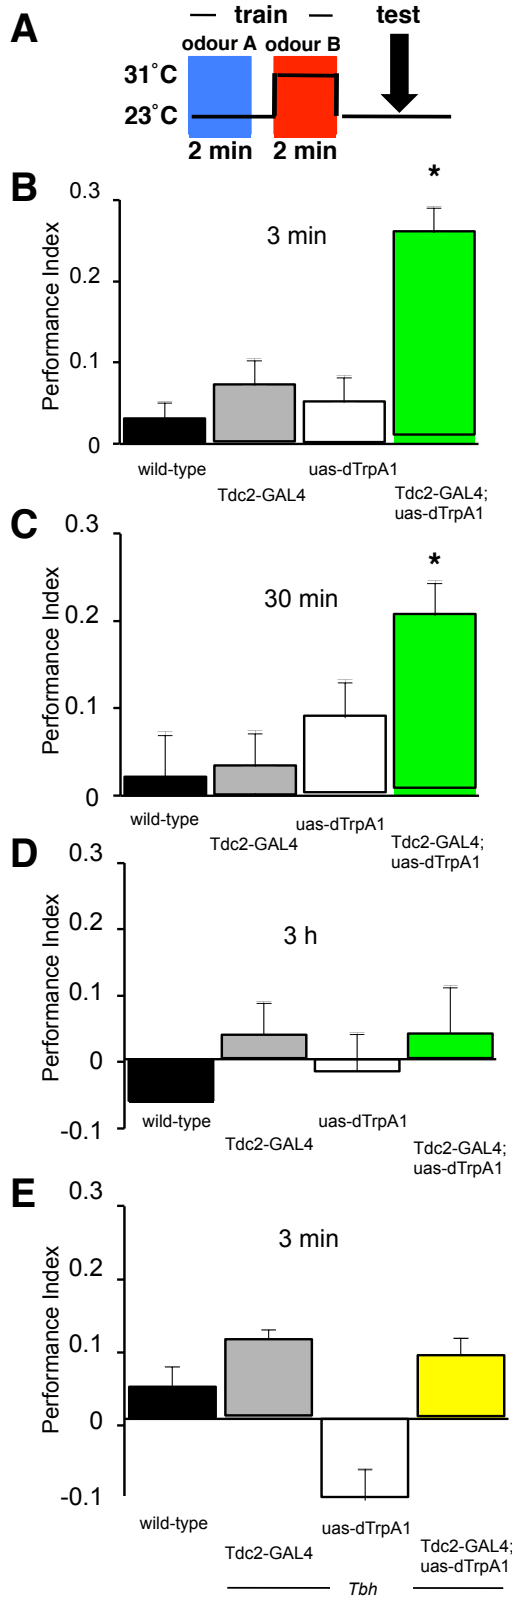 A
train
test
odour A odour B
31˚C
23˚C
2 min 2 min
B
Performance Index
0.3
0.2
0.1
0
3 min
*
wild-type
Tdc2-GAL4
uas-dTrpA1
Tdc2-GAL4;
uas-dTrpA1
C
Performance Index
0.3
0.2
0.1
0
30 min
*
wild-type
Tdc2-GAL4
uas-dTrpA1
Tdc2-GAL4;
uas-dTrpA1
D
Performance Index
0.3
0.2
0.1
0
-0.1
3 h
wild-type
Tdc2-GAL4
uas-dTrpA1
Tdc2-GAL4;
uas-dTrpA1
E
Performance Index
0.3
0.2
0.1
0
-0.1
3 min
wild-type
Tdc2-GAL4
uas-dTrpA1
Tdc2-GAL4;
uas-dTrpA1
Tbh